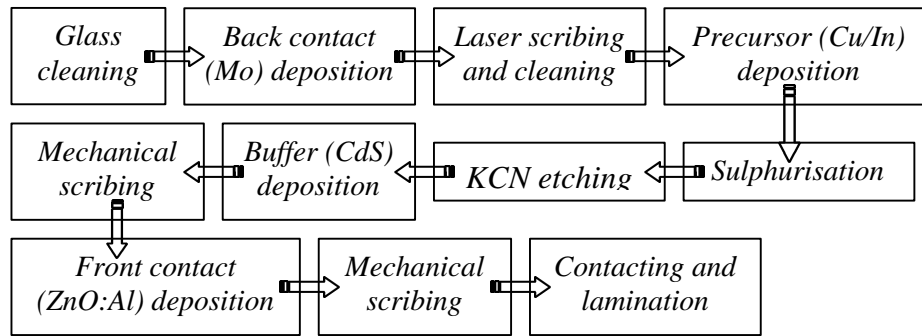 Glass
cleaning
Back contact
(Mo) deposition
Laser scribing
and cleaning
Precursor (Cu/In)
deposition
Sulphurisation
KCN etching
Buffer (CdS)
deposition
Mechanical
scribing
Front contact
(ZnO:Al) deposition
Mechanical
scribing
Contacting and
lamination